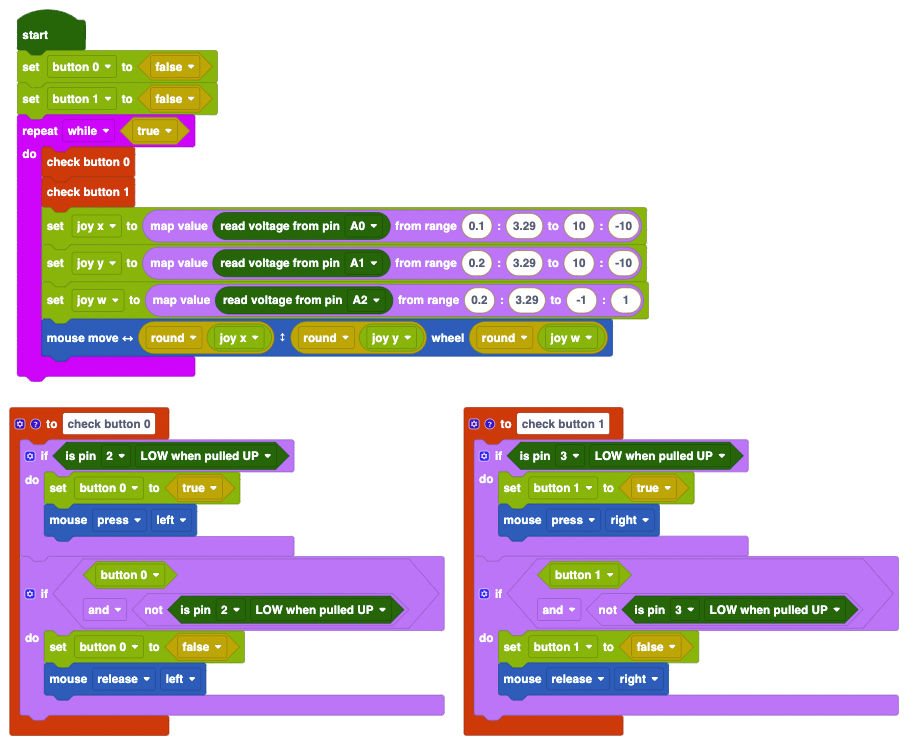 start
set button 0 to false
set button 1 to false
repeat while true
do
check button 0
check button 1
set joy x to map value read voltage from pin A0 from range 0.1 : 3.29 to 10 : -10
set joy y to map value read voltage from pin A1 from range 0.2 : 3.29 to 10 : -10
set joy w to map value read voltage from pin A2 from range 0.2 : 3.29 to -1 : 1
mouse move ↔ round joy x ↕ round joy y wheel round joy w
? to check button 0
if is pin 2 LOW when pulled UP
do
set button 0 to true
mouse press left
if button 0
and not is pin 2 LOW when pulled UP
do
set button 0 to false
mouse release left
? to check button 1
if is pin 3 LOW when pulled UP
do
set button 1 to true
mouse press right
if button 1
and not is pin 3 LOW when pulled UP
do
set button 1 to false
mouse release right